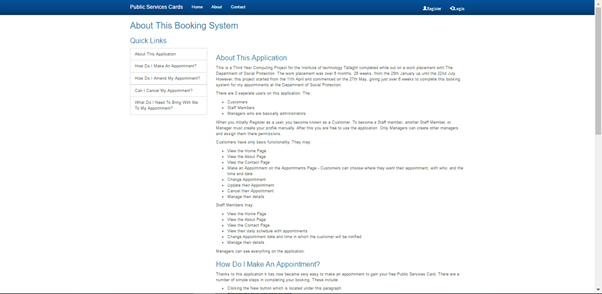 Public Services Cards Home About Contact Register Login
About This Booking System
Quick Links
About This Application
How Do I Make An Appointment?
How Do I Amend My Appointment?
Can I Cancel My Appointment?
What Do I Need To Bring With Me
To My Appointment?
About This Application
This is a Third Year Computing Project for the Institute of technology Tallaght completed while out on a work placement with The
Department of Social Protection. The work placement was over 6 months, 28 weeks, from the 25th January up until the 22nd July.
However, this project started from the 11th April and commenced on the 27th May, giving just over 6 weeks to complete this booking
system for my appointments at the Department of Social Protection.
There are 3 seperate users on this application. The :
Customers
Staff Members
Managers who are basically administrators
When you initially Register as a user, you become known as a Customer. To become a Staff member, another Staff Member, or
Manager must create your profile manually. After this you are free to use the application. Only Managers can create other managers
and assign them there permissions.
Customers have only basis functionality. They may:
View the Home Page
View the About Page
View the Contact Page
Make an Appointment on the Appointments Page - Customers can choose where they want their appointment, with who, and the
time and date
Change Appointment
Update their Appointment
Cancel their Appointment
Manage their details
Staff Members may:
View the Home Page
View the About Page
View the Contact Page
View their daily schedule with appointments
Change Appointment date and time in which the customer will be notified
Manage their details
Managers can see everything on the application.
How Do I Make An Appointment?
Thanks to this application it has now became very easy to make an appointment to gain your free Public Services Card. There are a
number of simple steps in completing your booking. These include:
Clicking the New button which is located under this paragraph